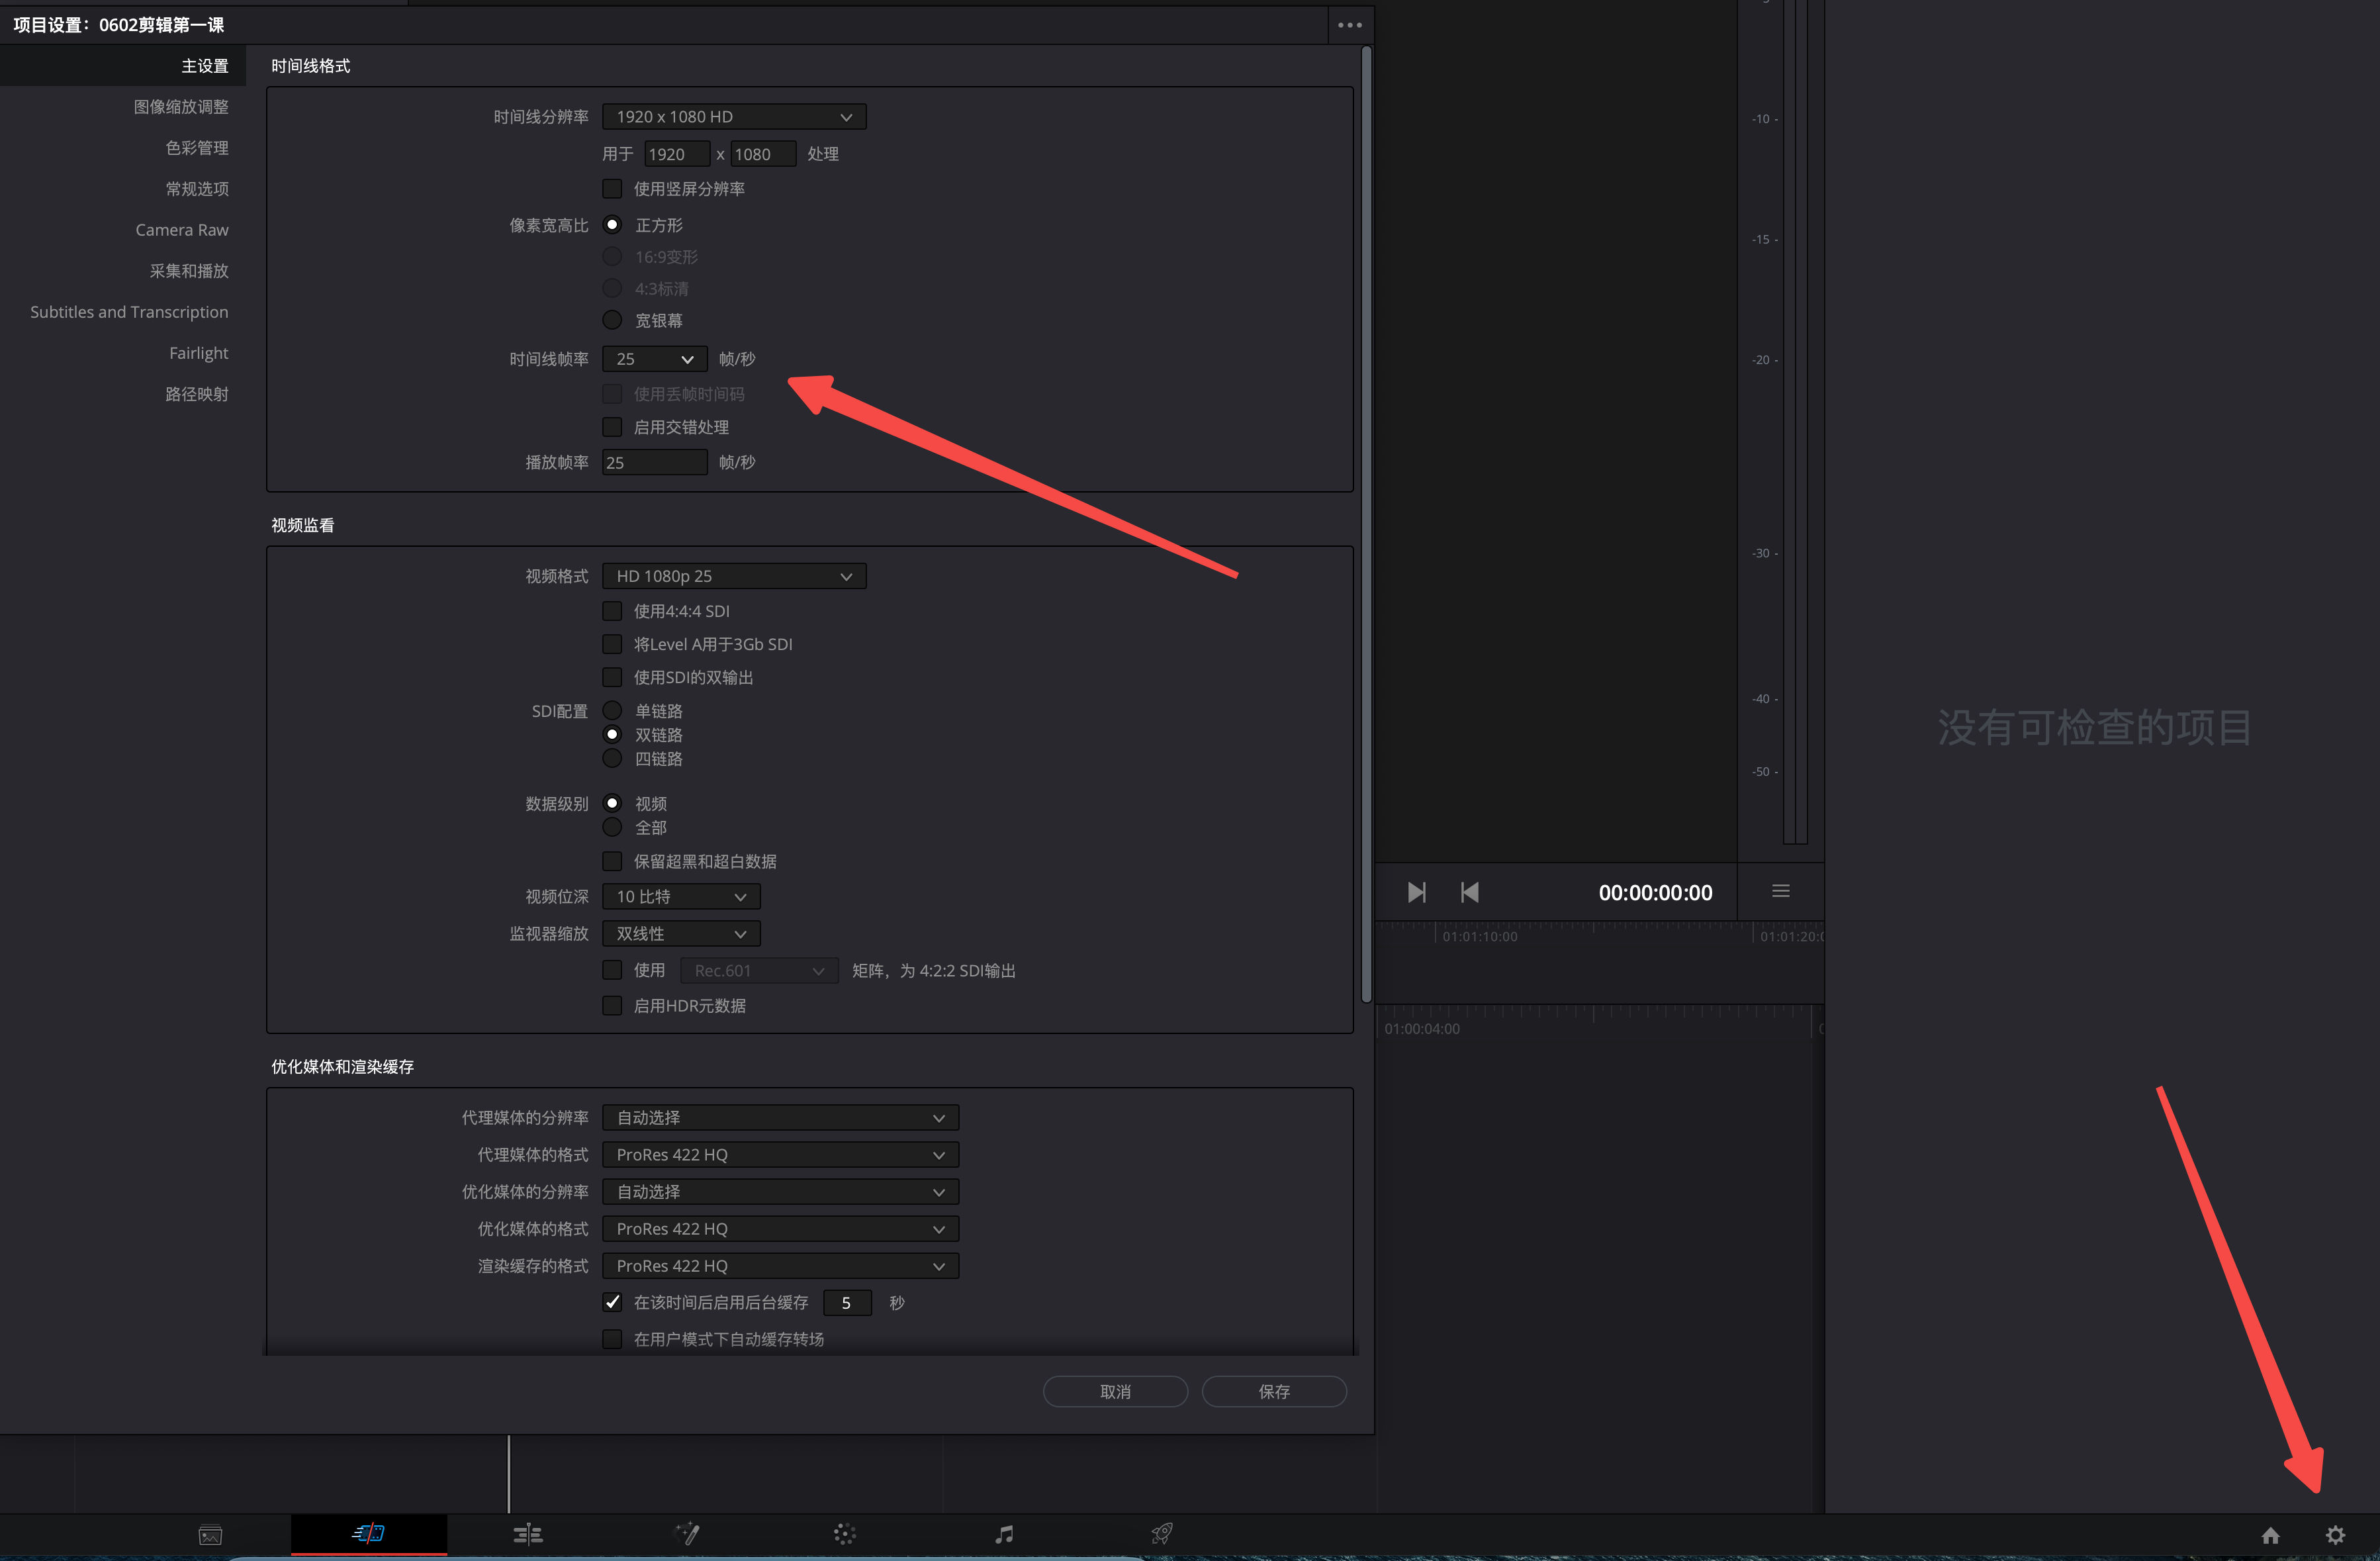 项目设置：0602剪辑第一课
主设置
图像缩放调整
色彩管理
常规选项
Camera Raw
采集和播放
Subtitles and Transcription
Fairlight
路径映射
时间线格式
时间线分辨率 1920 x 1080 HD
用于 1920 x 1080 处理
使用竖屏分辨率
像素宽高比 正方形
16:9变形
4:3标清
宽银幕
时间线帧率 25 帧/秒
使用丢帧时间码
启用交错处理
播放帧率 25 帧/秒
视频监看
视频格式 HD 1080p 25
使用4:4:4 SDI
将Level A用于3Gb SDI
使用SDI的双输出
SDI配置 单链路
双链路
四链路
数据级别 视频
全部
保留超黑和超白数据
视频位深 10 比特
监视器缩放 双线性
使用 Rec.601 矩阵，为 4:2:2 SDI输出
启用HDR元数据
优化媒体和渲染缓存
代理媒体的分辨率 自动选择
代理媒体的格式 ProRes 422 HQ
优化媒体的分辨率 自动选择
优化媒体的格式 ProRes 422 HQ
渲染缓存的格式 ProRes 422 HQ
在该时间后启用后台缓存 5 秒
在用户模式下自动缓存转场
取消 保存
-10
-15
-20
-30
-40
-50
00:00:00:00
01:01:10:00
01:01:20:0
01:00:04:00
没有可检查的项目